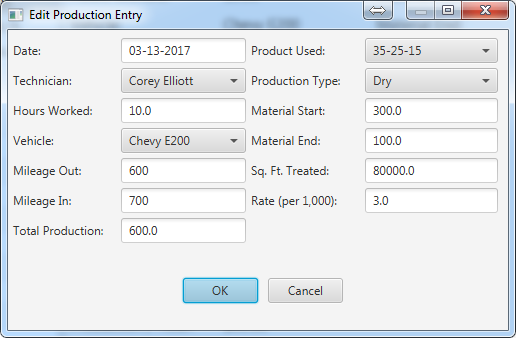 Edit Production Entry
Date: 03-13-2017 Product Used: 35-25-15
Technician: Corey Elliott Production Type: Dry
Hours Worked: 10.0 Material Start: 300.0
Vehicle: Chevy E200 Material End: 100.0
Mileage Out: 600 Sq. Ft. Treated: 80000.0
Mileage In: 700 Rate (per 1,000): 3.0
Total Production: 600.0
OK Cancel